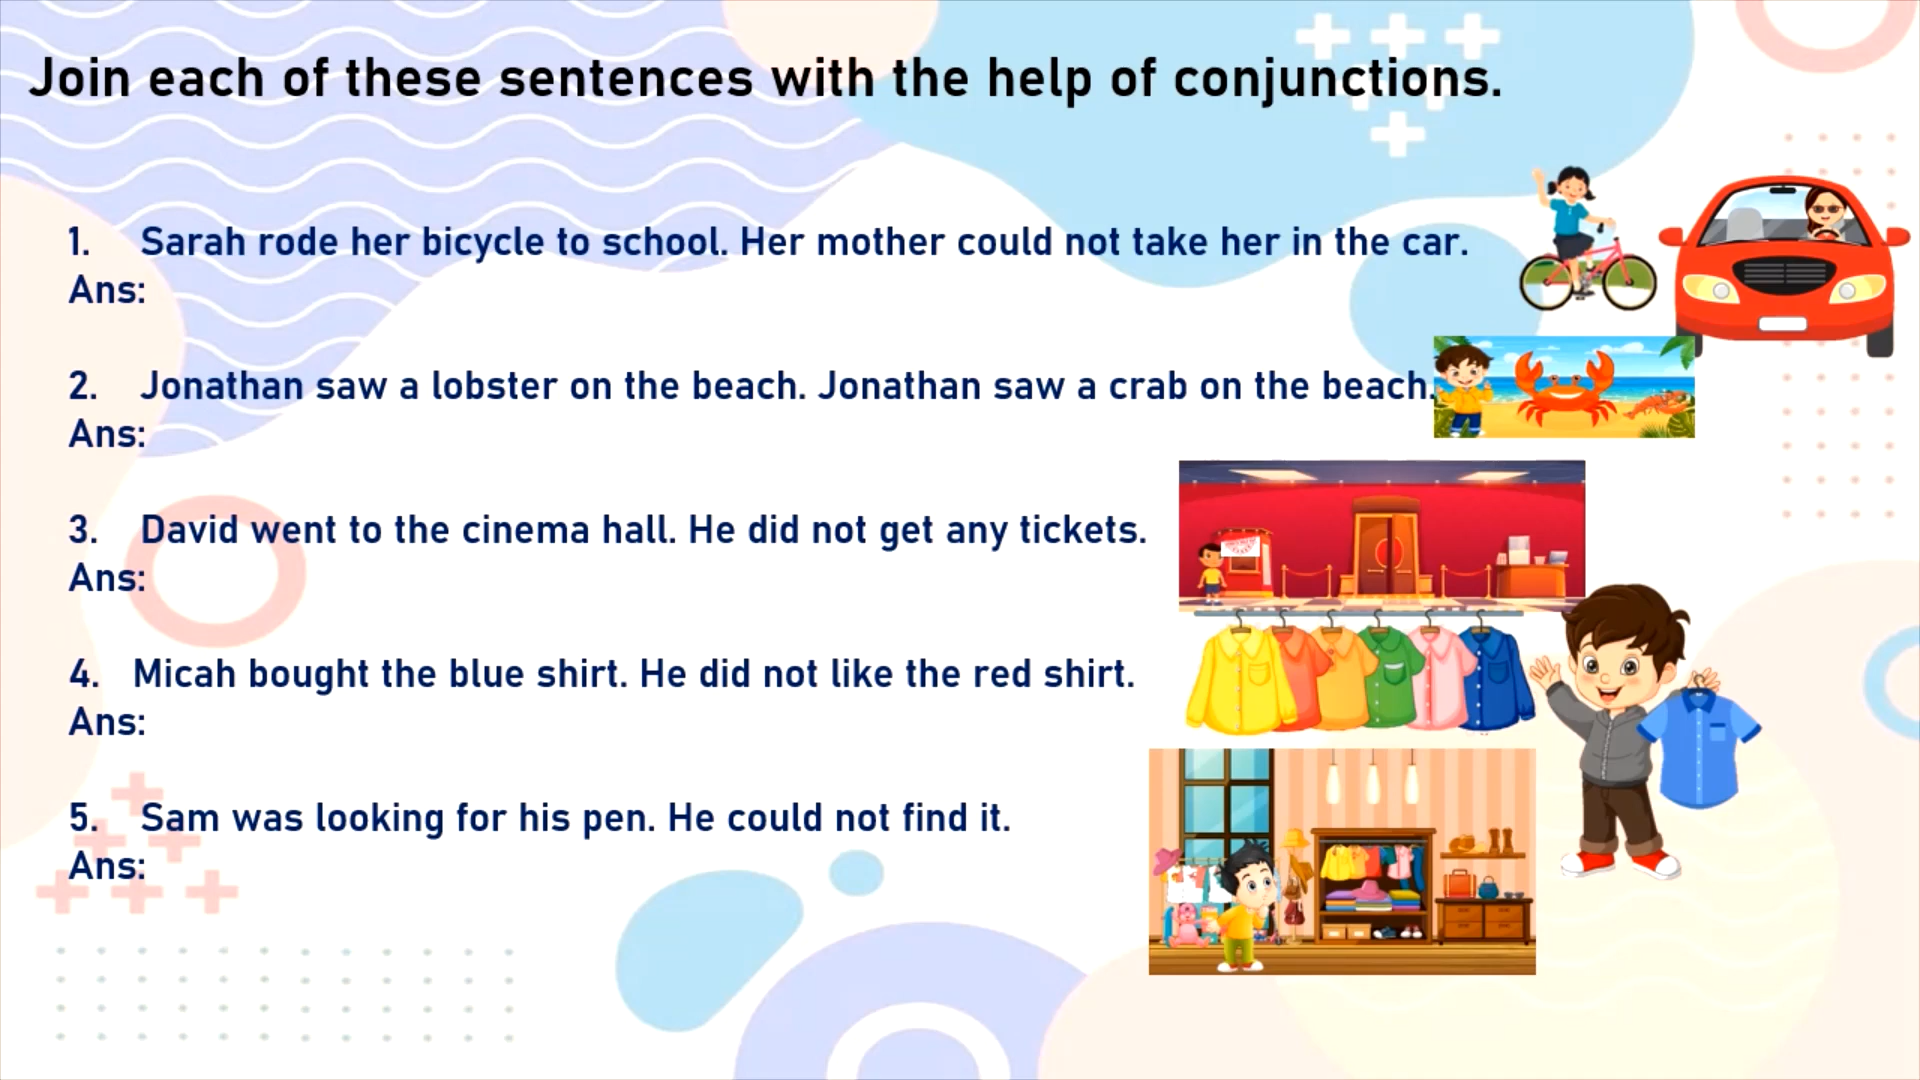 Join each of these sentences with the help of conjunctions.
1. Sarah rode her bicycle to school. Her mother could not take her in the car.
Ans:
2. Jonathan saw a lobster on the beach. Jonathan saw a crab on the beach.
Ans:
3. David went to the cinema hall. He did not get any tickets.
Ans:
4. Micah bought the blue shirt. He did not like the red shirt.
Ans:
5. Sam was looking for his pen. He could not find it.
Ans: